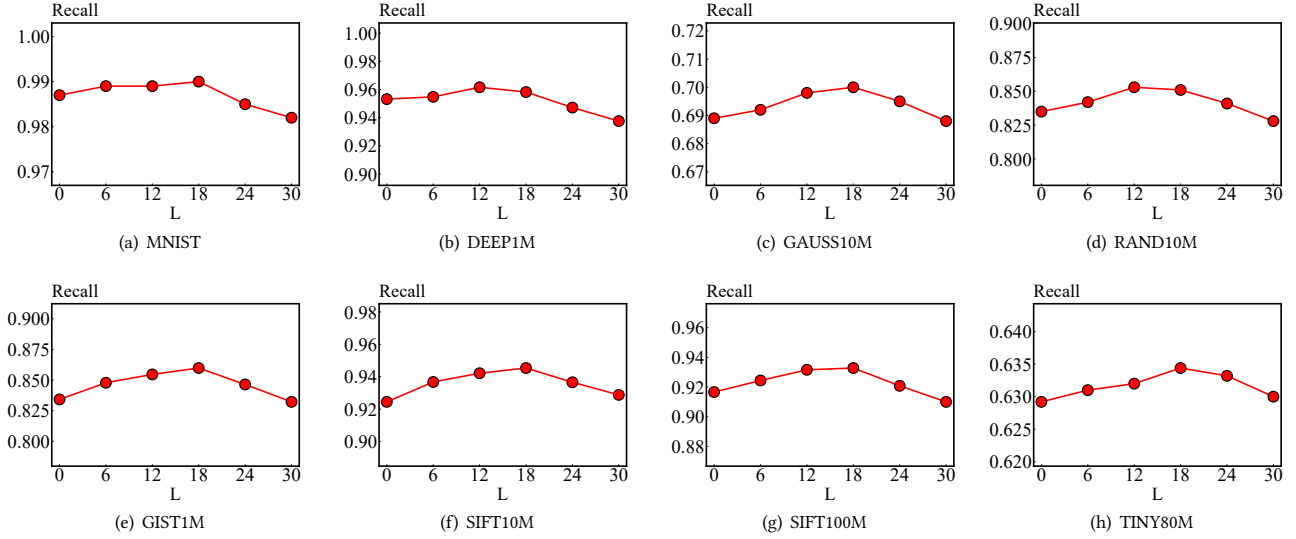 Recall
1.00
0.99
0.98
0.97
0 6 12 18 24 30
L
(a) MNIST
Recall
1.00
0.98
0.96
0.94
0.92
0.90
0 6 12 18 24 30
L
(b) DEEP1M
Recall
0.72
0.71
0.70
0.69
0.68
0.67
0 6 12 18 24 30
L
(c) GAUSS10M
Recall
0.900
0.875
0.850
0.825
0.800
0 6 12 18 24 30
L
(d) RAND10M
Recall
0.900
0.875
0.850
0.825
0.800
0 6 12 18 24 30
L
(e) GIST1M
Recall
0.98
0.96
0.94
0.92
0.90
0 6 12 18 24 30
L
(f) SIFT10M
Recall
0.96
0.94
0.92
0.90
0.88
0 6 12 18 24 30
L
(g) SIFT100M
Recall
0.640
0.635
0.630
0.625
0.620
0 6 12 18 24 30
L
(h) TINY80M